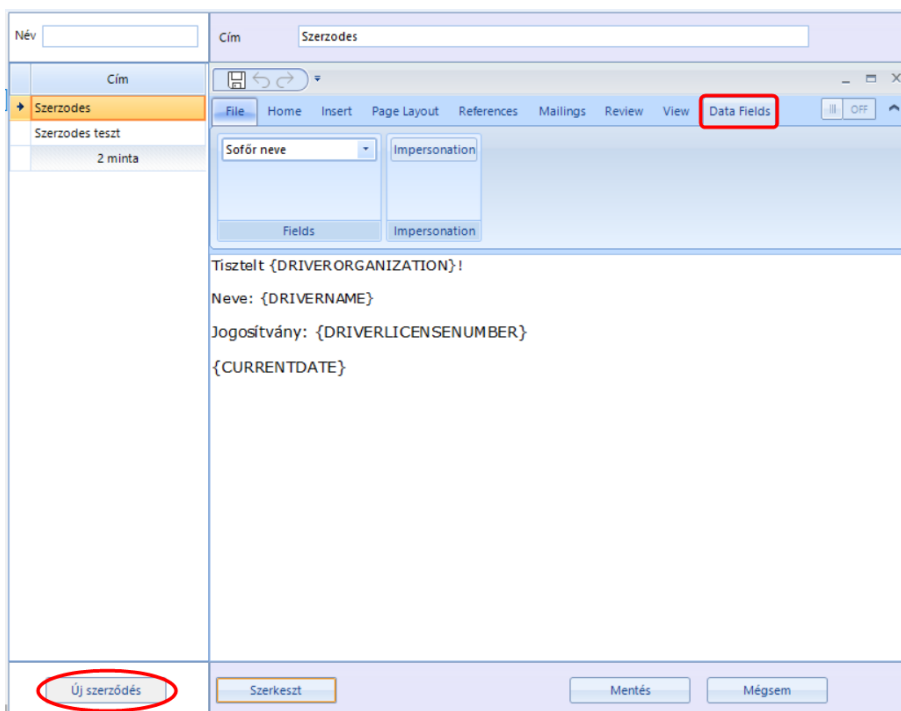 Név
Cím Szerzodes
Cím
Szerzodes
Szerzodes teszt
2 minta
File Home Insert Page Layout References Mailings Review View Data Fields OFF
Sofőr neve Impersonation
Fields Impersonation
Tisztelt {DRIVERORGANIZATION}!
Neve: {DRIVERNAME}
Jogosítvány: {DRIVERLICENSENUMBER}
{CURRENTDATE}
Új szerződés Szerkeszt Mentés Mégsem